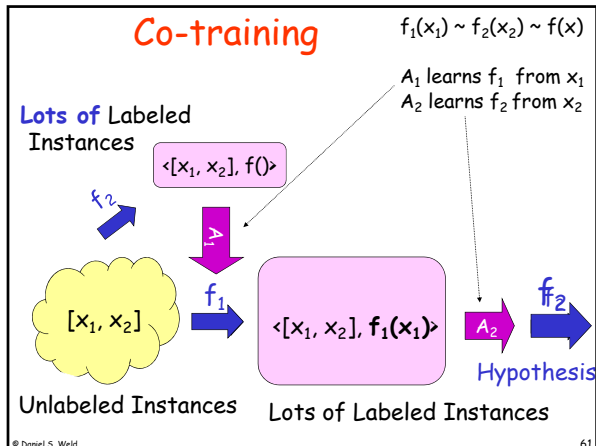 Co-training
f₁(x₁) ~ f₂(x₂) ~ f(x)
A₁ learns f₁ from x₁
A₂ learns f₂ from x₂
Lots of Labeled
Instances
<[x₁, x₂], f()>
f₂
A₁
[x₁, x₂]
f₁
<[x₁, x₂], f₁(x₁)>
A₂
f₂
Hypothesis
Unlabeled Instances
Lots of Labeled Instances
© Daniel S. Weld
61